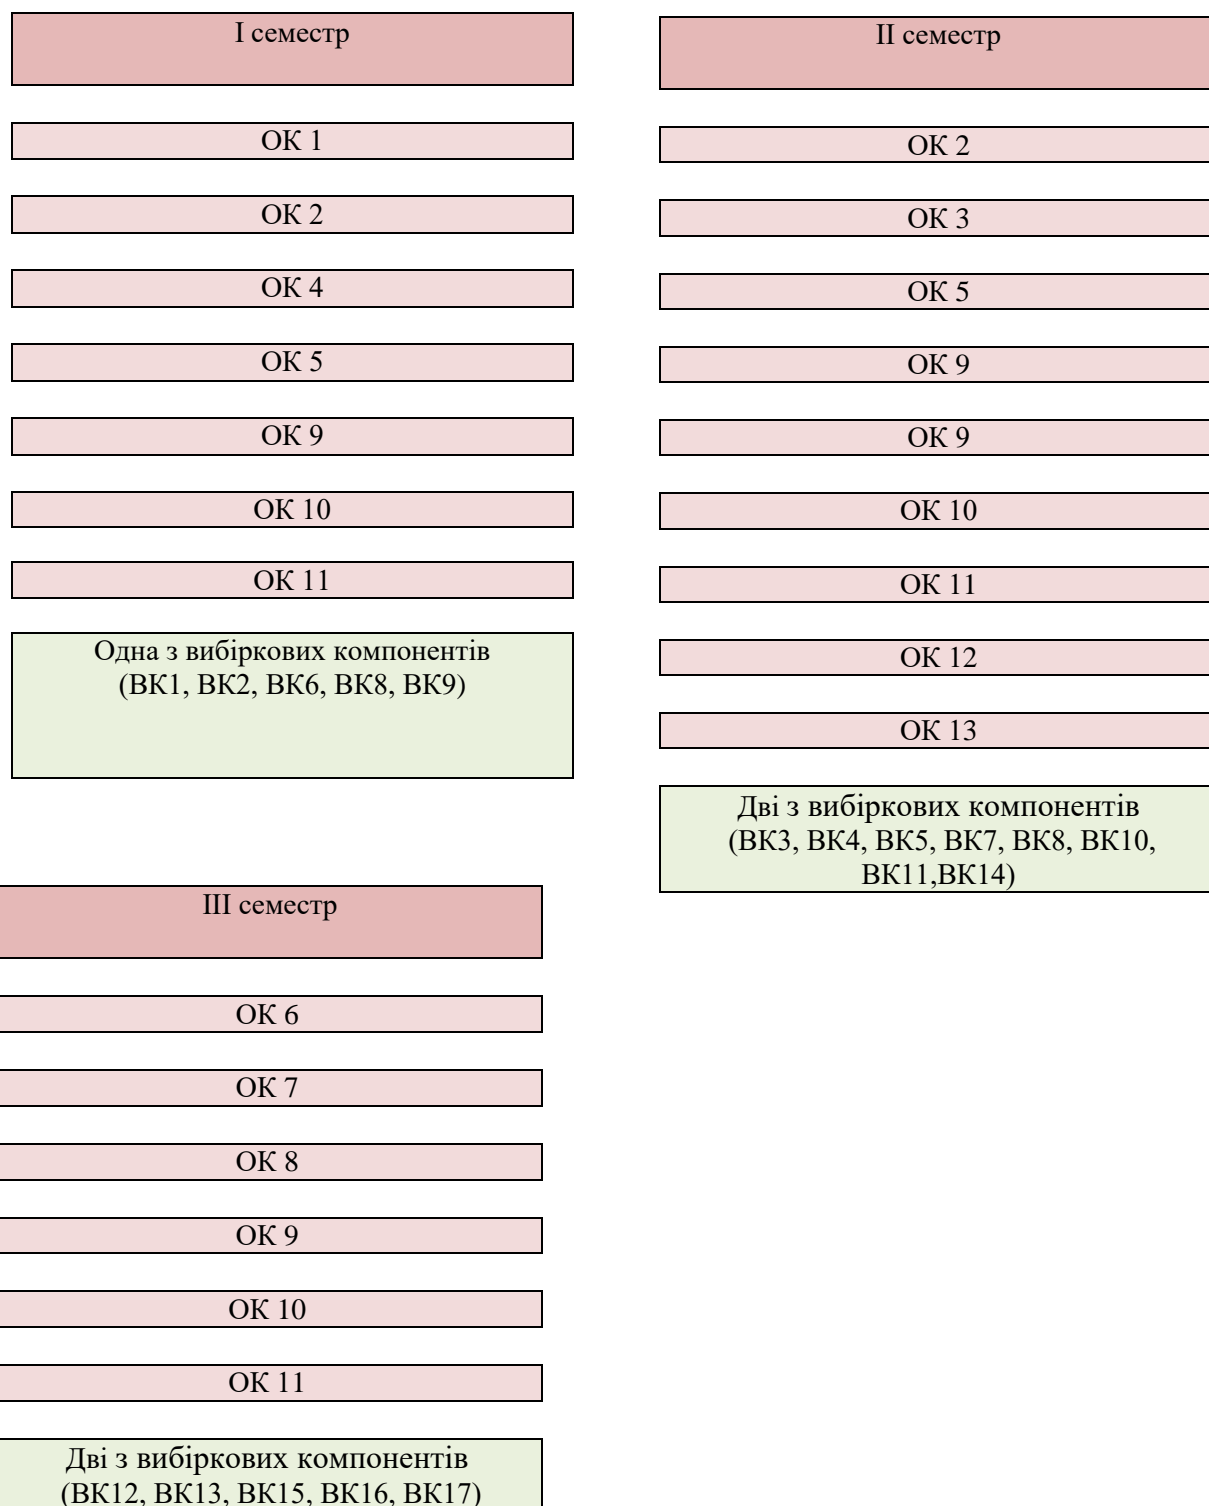 І семестр
ОК 1
ОК 2
ОК 4
ОК 5
ОК 9
ОК 10
ОК 11
Одна з вибіркових компонентів
(ВК1, ВК2, ВК6, ВК8, ВК9)
ІІ семестр
ОК 2
ОК 3
ОК 5
ОК 9
ОК 9
ОК 10
ОК 11
ОК 12
ОК 13
Дві з вибіркових компонентів
(ВК3, ВК4, ВК5, ВК7, ВК8, ВК10,
ВК11,ВК14)
ІІІ семестр
ОК 6
ОК 7
ОК 8
ОК 9
ОК 10
ОК 11
Дві з вибіркових компонентів
(ВК12, ВК13, ВК15, ВК16, ВК17)